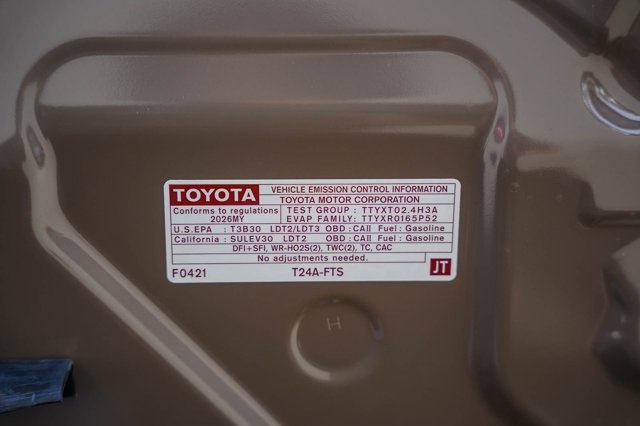 TOYOTA VEHICLE EMISSION CONTROL INFORMATION
TOYOTA MOTOR CORPORATION
Conforms to regulations TEST GROUP : TTYXT02.4H3A
2026MY EVAP FAMILY: TTYXR0165P52
U.S.EPA : T3B30 LDT2/LDT3 OBD : CAII Fuel : Gasoline
California : SULEV30 LDT2 OBD : CAII Fuel : Gasoline
DFI+SFI, WR-HO2S(2), TWC(2), TC, CAC
No adjustments needed.
F0421 T24A-FTS JT
H